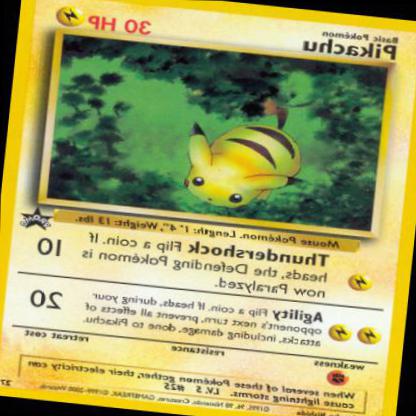 Basic Pokémon
Pikachu
30 HP
PROMO
Mouse Pokémon. Length: 1' 4", Weight: 13 lbs.
Thundershock Flip a coin. If
heads, the Defending Pokémon is
now Paralyzed.
10
Agility Flip a coin. If heads, during your
opponent's next turn, prevent all effects of
attacks, including damage, done to Pikachu.
20
weakness
resistance
retreat cost
When several of these Pokémon gather, their electricity can
cause lightning storms. LV. 5 #25